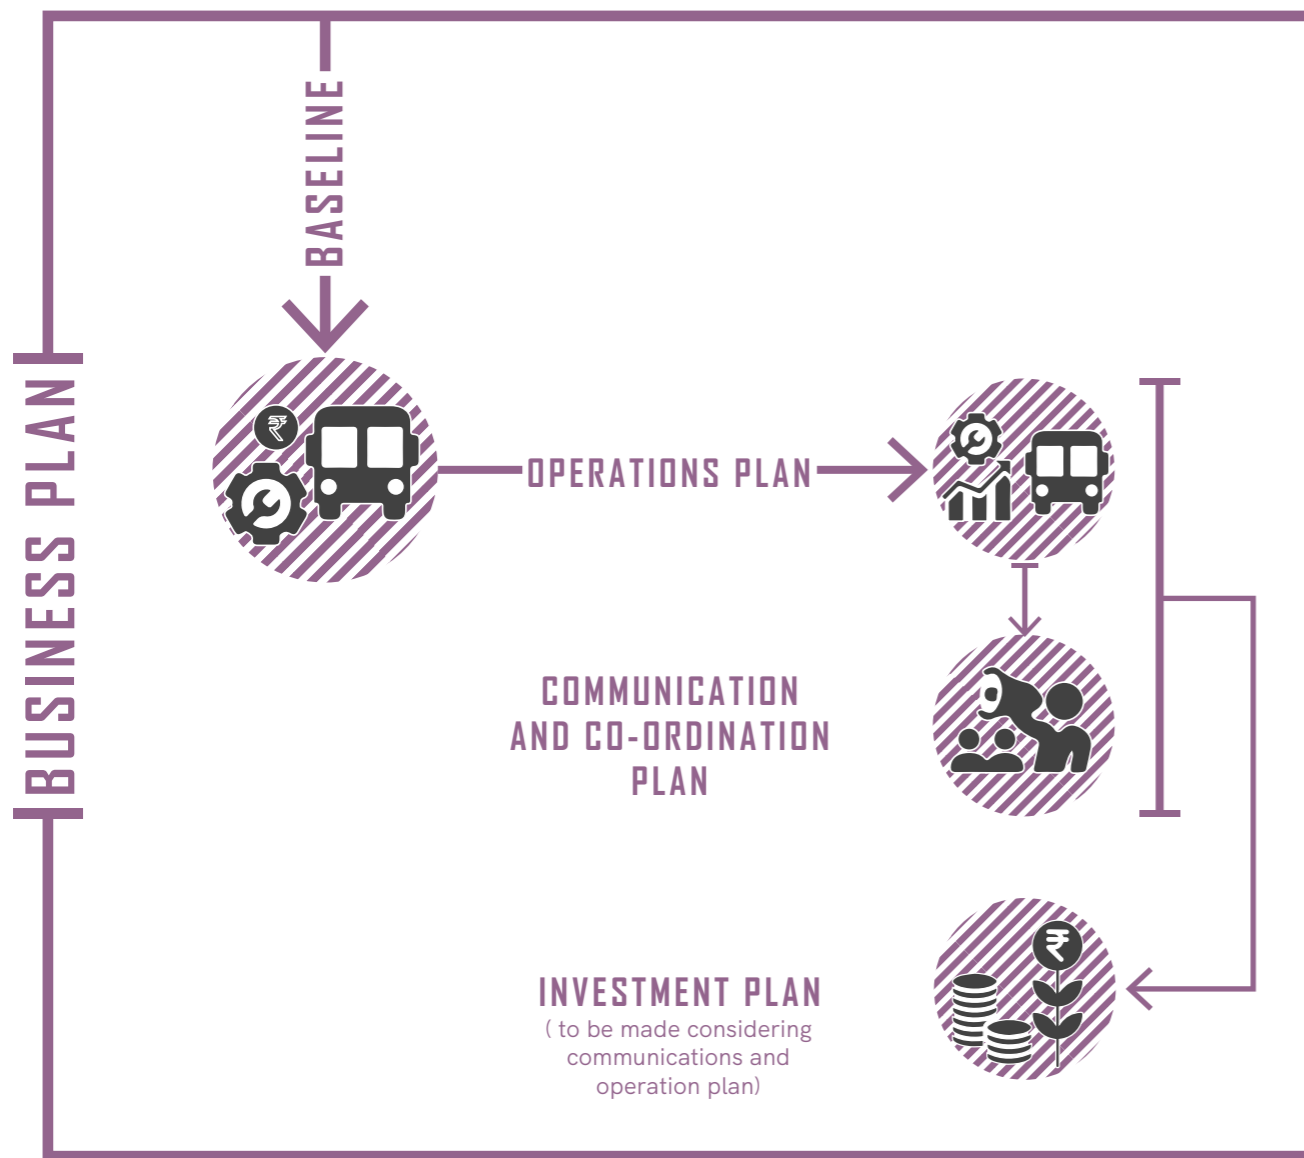 BUSINESS PLAN
BASELINE
₹
OPERATIONS PLAN
COMMUNICATION
AND CO-ORDINATION
PLAN
₹
INVESTMENT PLAN
( to be made considering
communications and
operation plan)